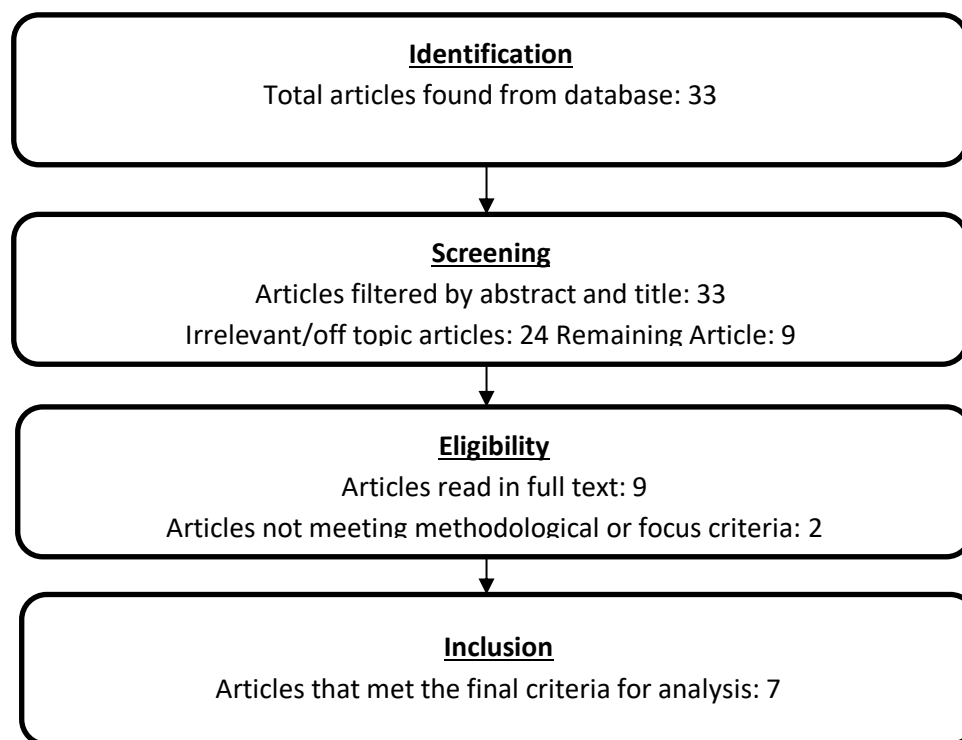 Identification
Total articles found from database: 33
Screening
Articles filtered by abstract and title: 33
Irrelevant/off topic articles: 24 Remaining Article: 9
Eligibility
Articles read in full text: 9
Articles not meeting methodological or focus criteria: 2
Inclusion
Articles that met the final criteria for analysis: 7